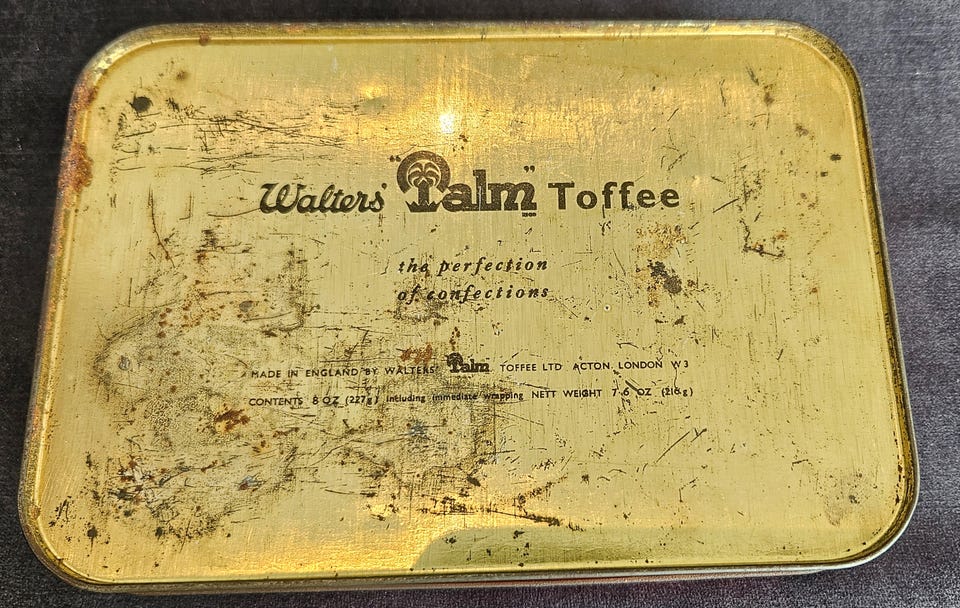 Walters' "Palm" Toffee
the perfection
of confections
MADE IN ENGLAND BY WALTERS' Palm TOFFEE LTD ACTON LONDON W3
CONTENTS 8 OZ (227g) including immediate wrapping NETT WEIGHT 7·6 OZ (216g)